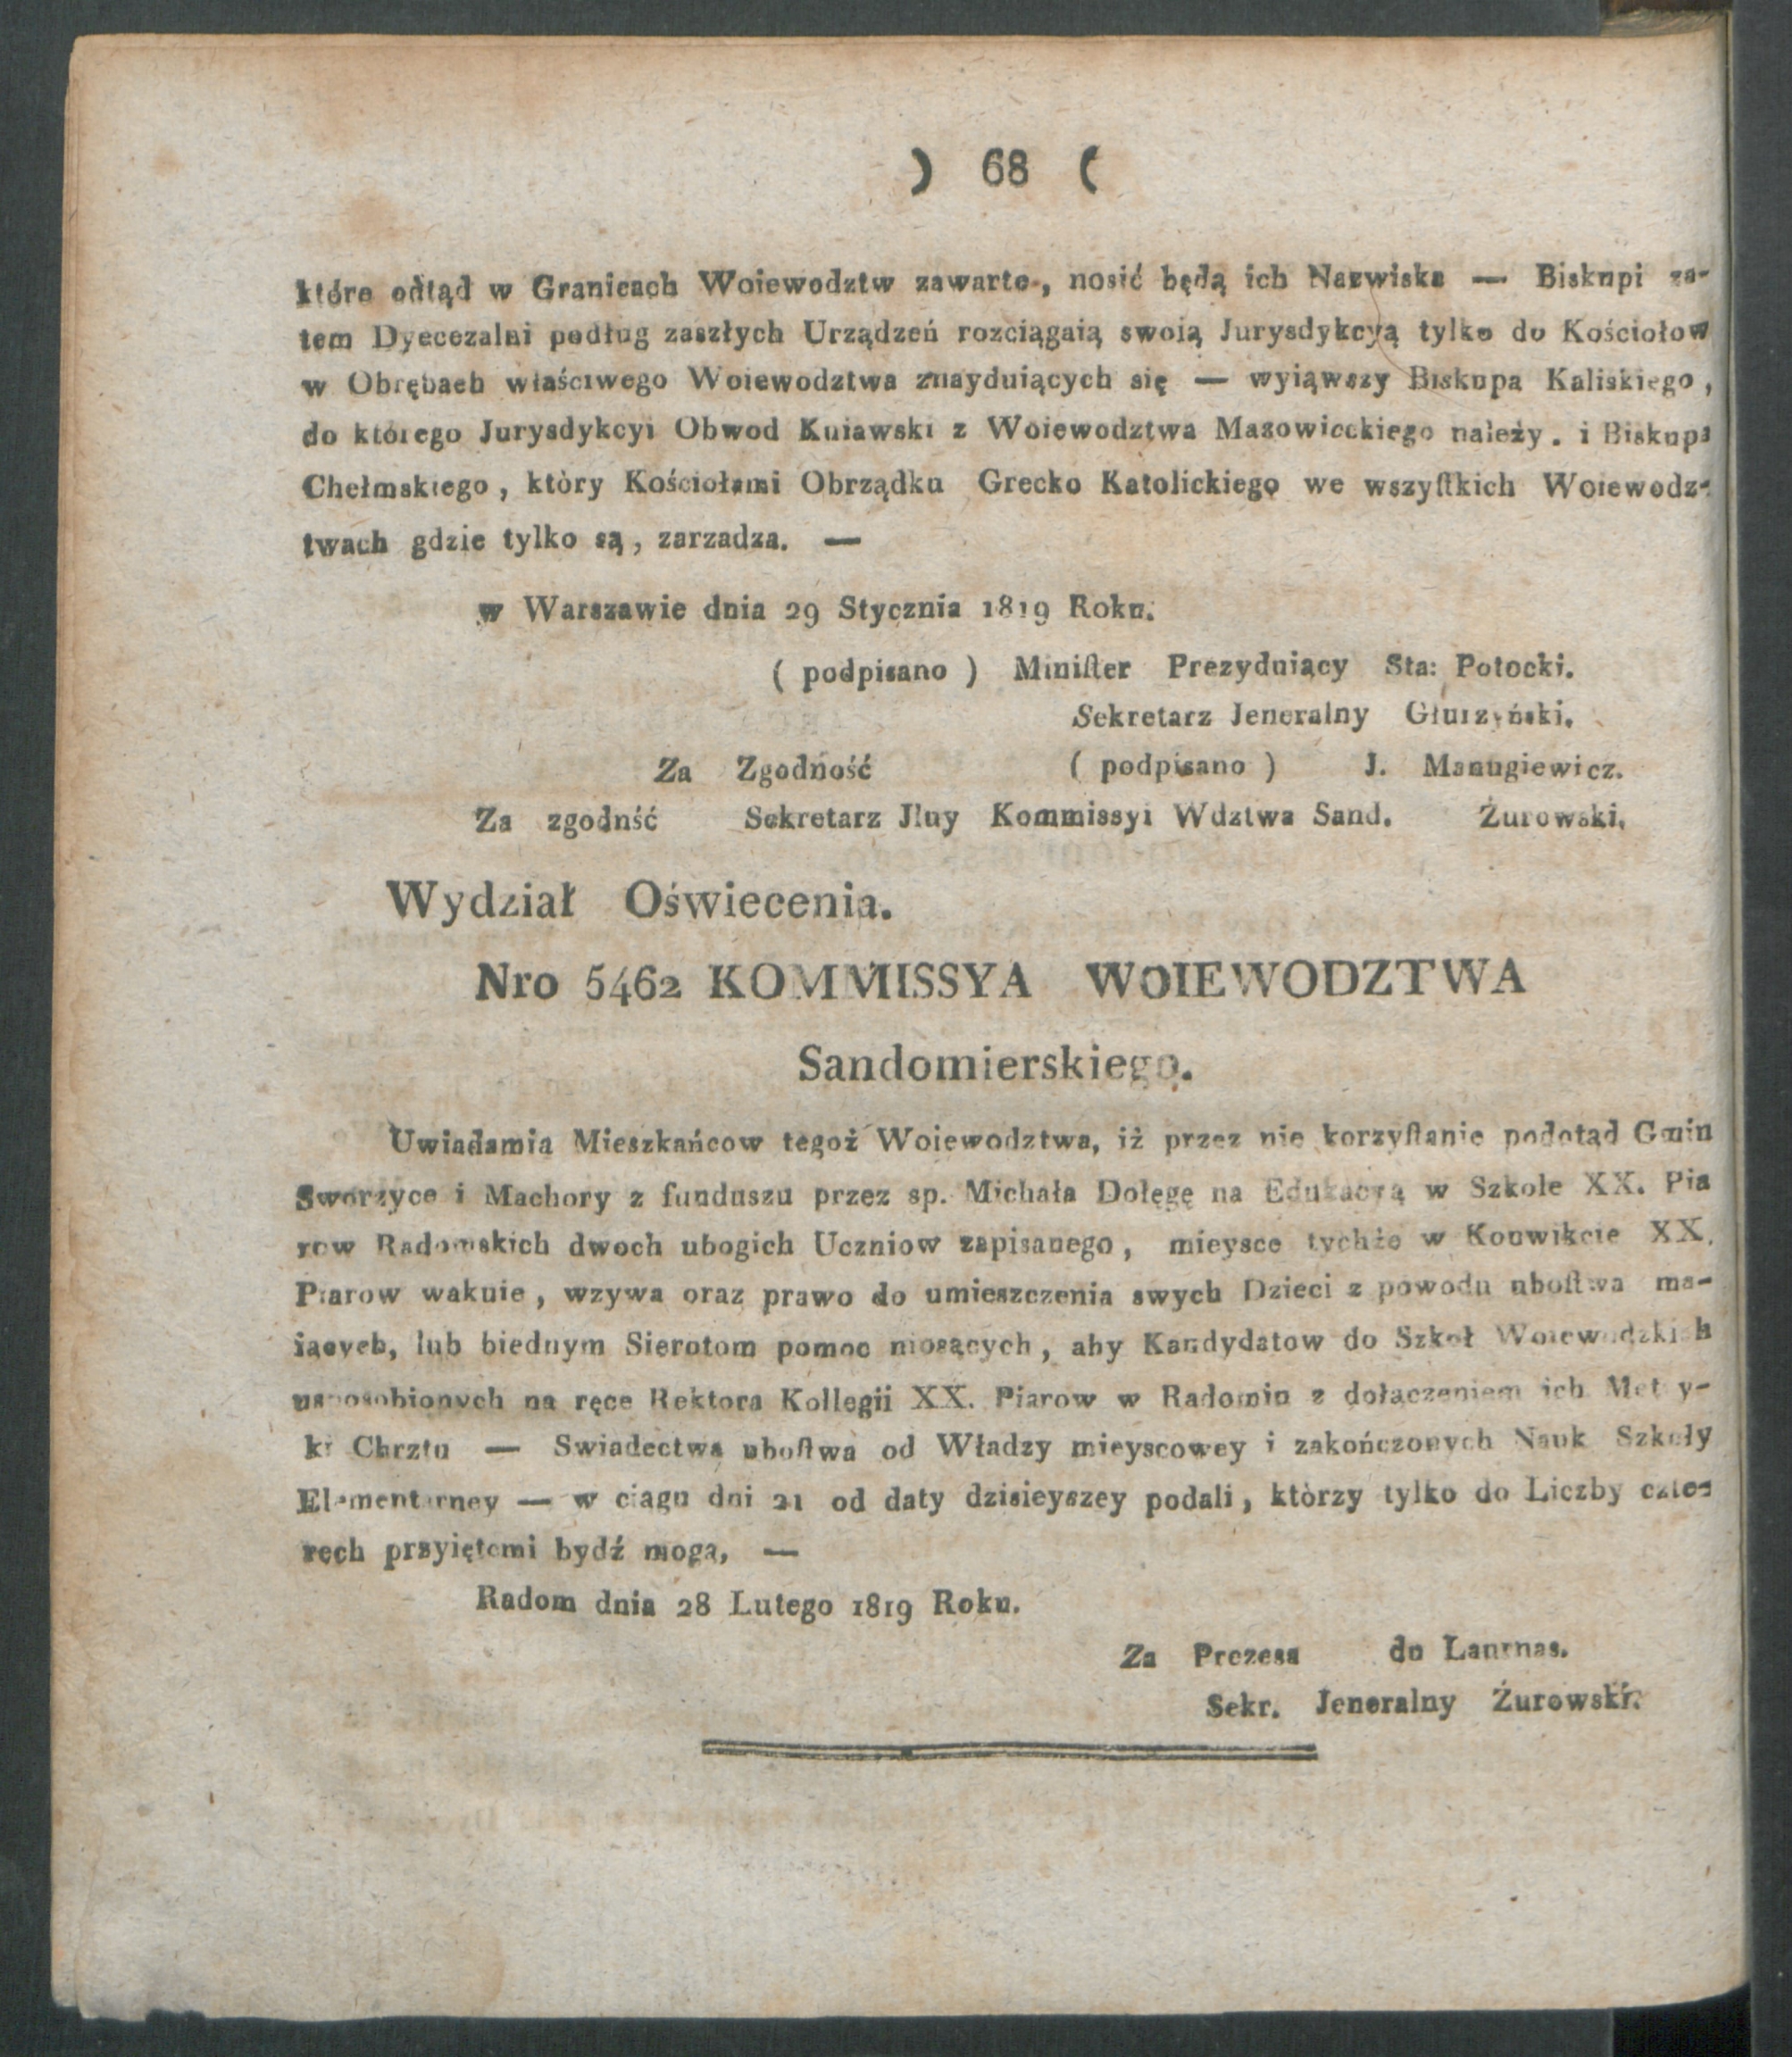 ) 68 (
które odtąd w Granicach Woiewodztw zawarte, nosić będą ich Nazwiska — Biskupi za-
tem Dyecezalni podług zaszłych Urządzeń rozciągaią swoią Jurysdykcyą tylko do Kościołow
w Obrębach właściwego Woiewodztwa znayduiących się — wyiąwszy Biskupa Kaliskiego,
do którego Jurysdykcyi Obwod Kuiawski z Woiewodztwa Mazowieckiego należy. i Biskupa
Chełmskiego, ktòry Kościołami Obrządku Grecko Katolickiego we wszyſtkich Woiewodz-
twach gdzie tylko są, zarzadza. —
w Warszawie dnia 29 Stycznia 1819 Roku.
( podpisano ) Miniſter Prezyduiący Sta: Potocki.
Sekretarz Jeneralny Głuszyński.
Za Zgodność ( podpisano ) J. Manugiewicz.
Za zgodnść Sekretarz Jlny Kommissyi Wdztwa Sand. Żurowski.
Wydział Oświecenia.
Nro 5462 KOMMISSYA WOIEWODZTWA
Sandomierskiego.
Uwiadamia Mieszkańcow tegoż Woiewodztwa, iż przez nie korzyſtanie podotąd Gmin
Sworzyce i Machory z funduszu przez sp. Michała Dołęgę na Edukacyą w Szkole XX. Pia
row Radomskich dwoch ubogich Uczniow zapisanego, mieysce tychże w Konwikcie XX.
Piarow wakuie, wzywa oraz prawo do umieszczenia swych Dzieci z powodu uboſtwa ma-
iących, lub biednym Sierotom pomoc niosących, aby Kandydatow do Szkoł Woiewodzkich
usposobionych na ręce Rektora Kollegii XX. Piarow w Radomiu z dołaczeniem ich Metry-
ki Chrztu — Swiadectwa uboſtwa od Władzy mieyscowey i zakończonych Nauk Szkoły
Elementarney — w ciagu dni 21 od daty dzisieyszey podali, ktòrzy tylko do Liczby czte-
rech przyiętemi bydź moga, —
Radom dnia 28 Lutego 1819 Roku.
Za Prezesa do Laurnas.
Sekr. Jeneralny Żurowski.